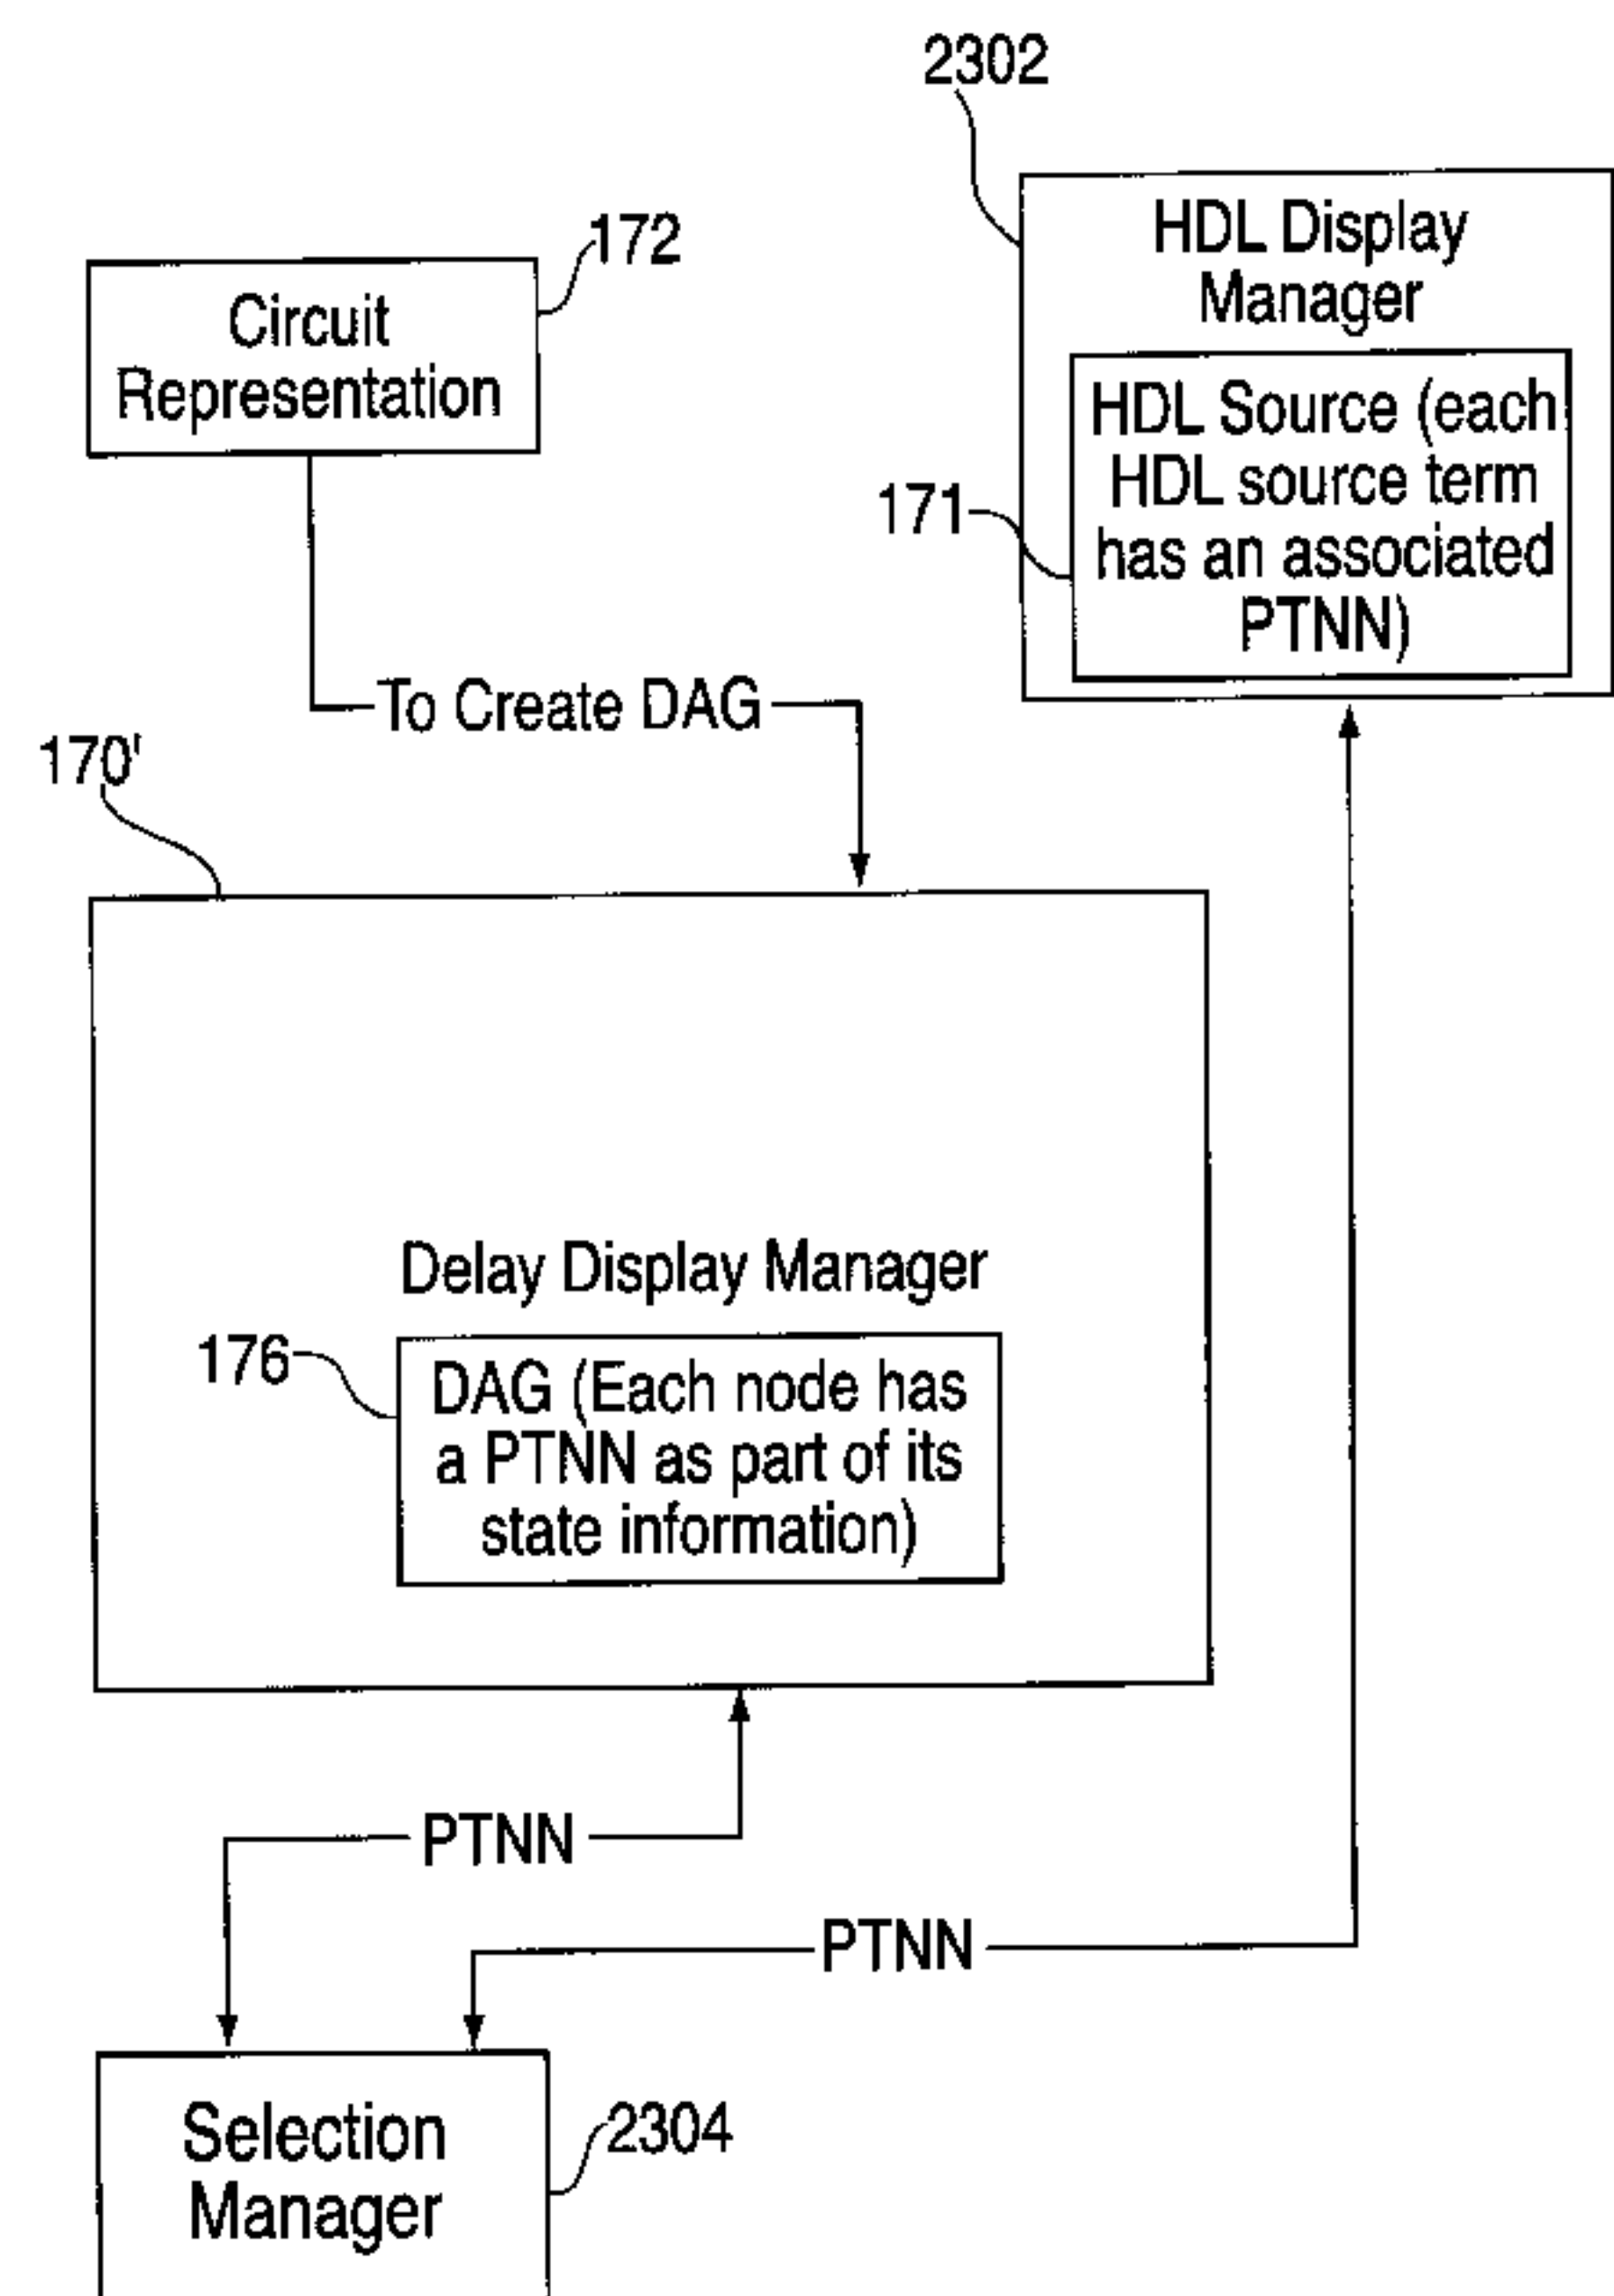 2302
HDL Display
Manager
172
Circuit
Representation
HDL Source (each
HDL source term
has an associated
PTNN)
171
To Create DAG
170'
Delay Display Manager
176
DAG (Each node has
a PTNN as part of its
state information)
PTNN
PTNN
Selection
Manager
2304